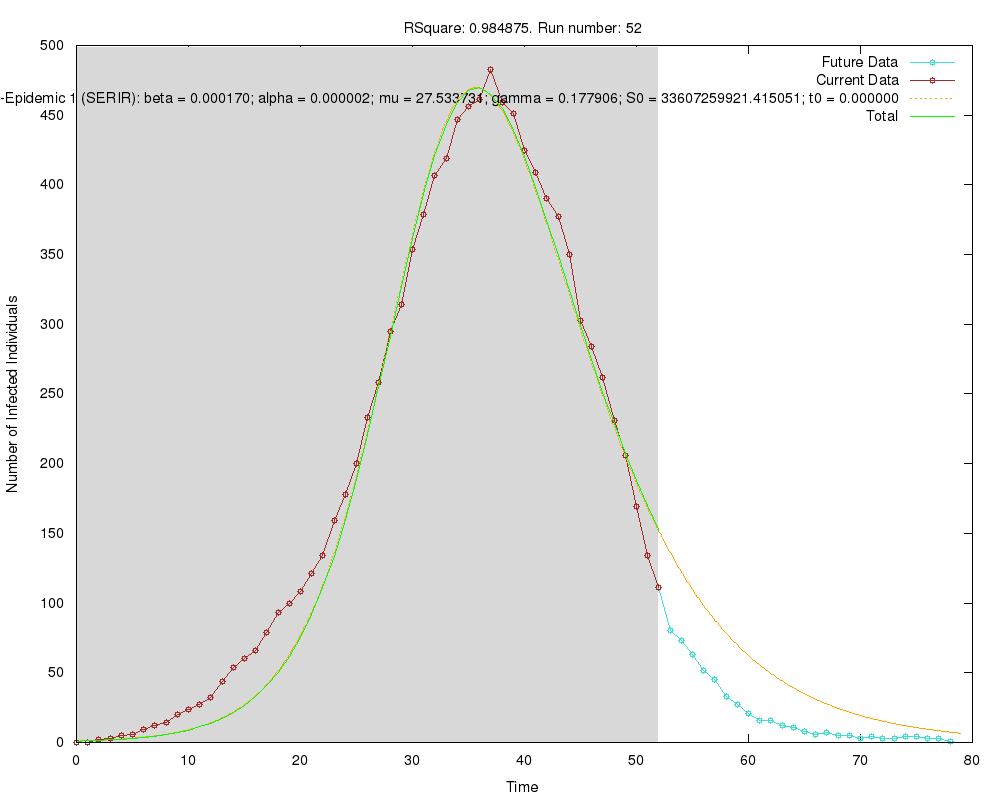 RSquare: 0.984875. Run number: 52
500
450
400
350
300
250
200
150
100
50
0
Number of Infected Individuals
Future Data
Current Data
-Epidemic 1 (SERIR): beta = 0.000170; alpha = 0.000002; mu = 27.533731; gamma = 0.177906; S0 = 33607259921.415051; t0 = 0.000000
Total
0 10 20 30 40 50 60 70 80
Time